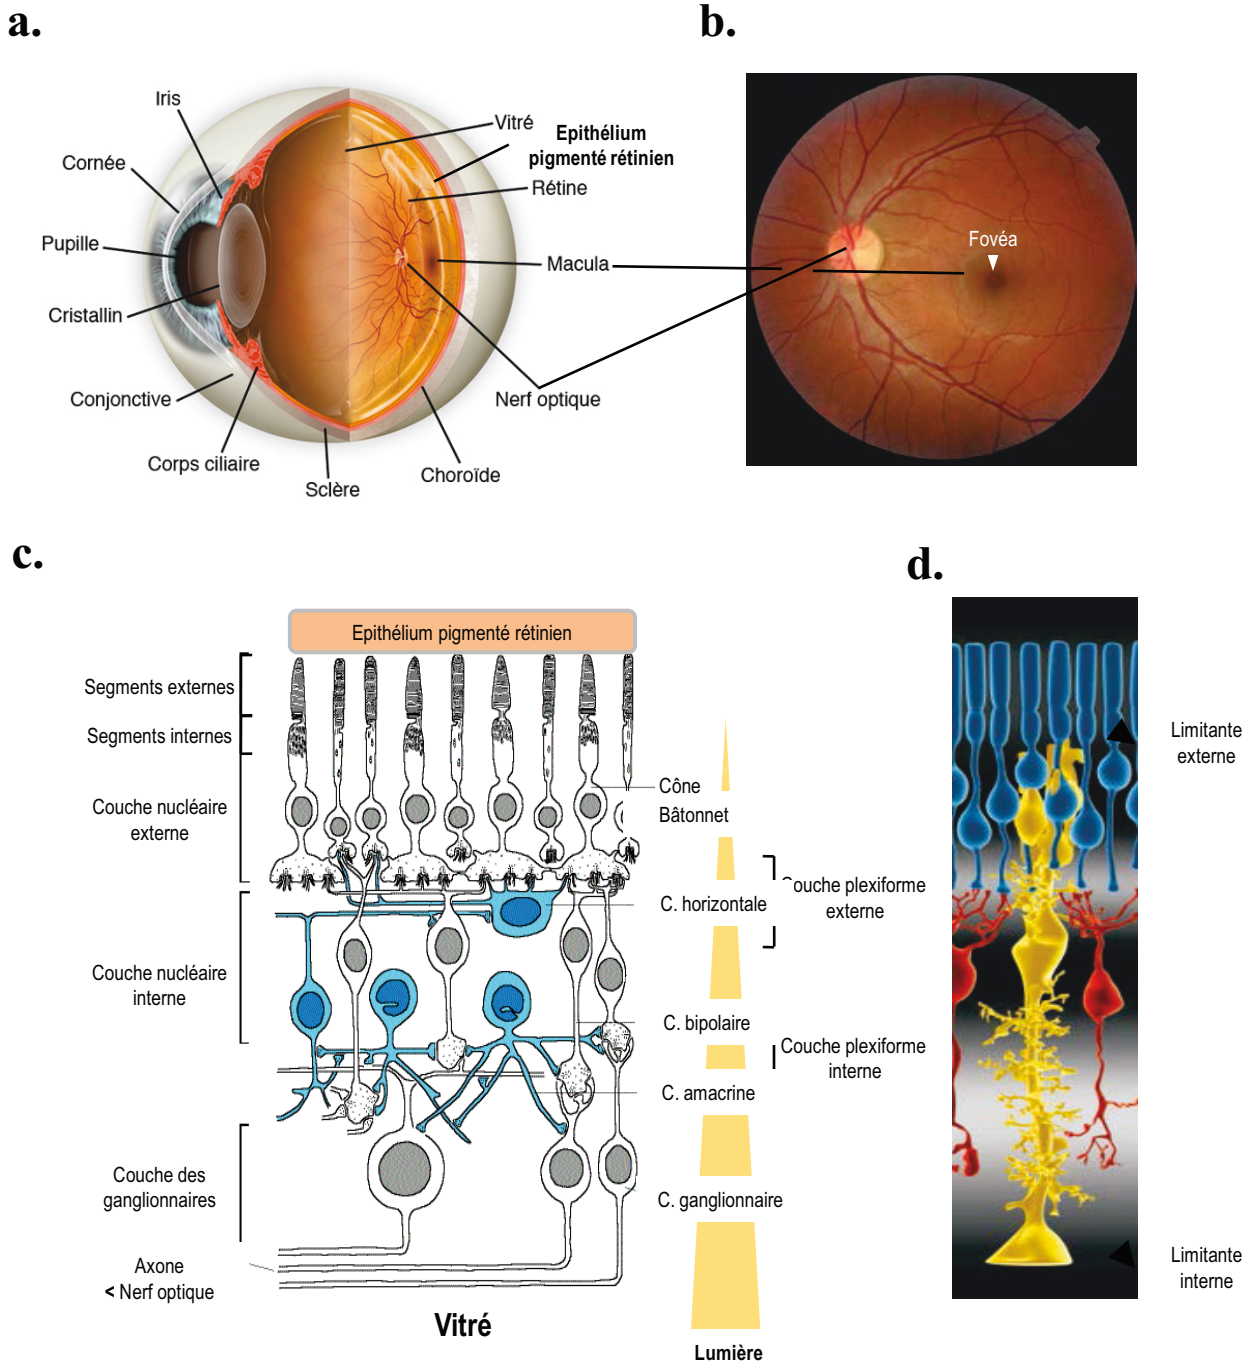 a.
b.
Iris
Vitré
Epithélium
pigmenté rétinien
Cornée
Rétine
Pupille
Macula
Fovéa
Cristallin
Conjonctive
Nerf optique
Corps ciliaire
Choroïde
Sclère
c.
d.
Epithélium pigmenté rétinien
Segments externes
Segments internes
Couche nucléaire
externe
Cône
Bâtonnet
Couche plexiforme
externe
C. horizontale
Couche nucléaire
interne
C. bipolaire
Couche plexiforme
interne
C. amacrine
Couche des
ganglionnaires
C. ganglionnaire
Axone
< Nerf optique
Vitré
Lumière
Limitante
externe
Limitante
interne